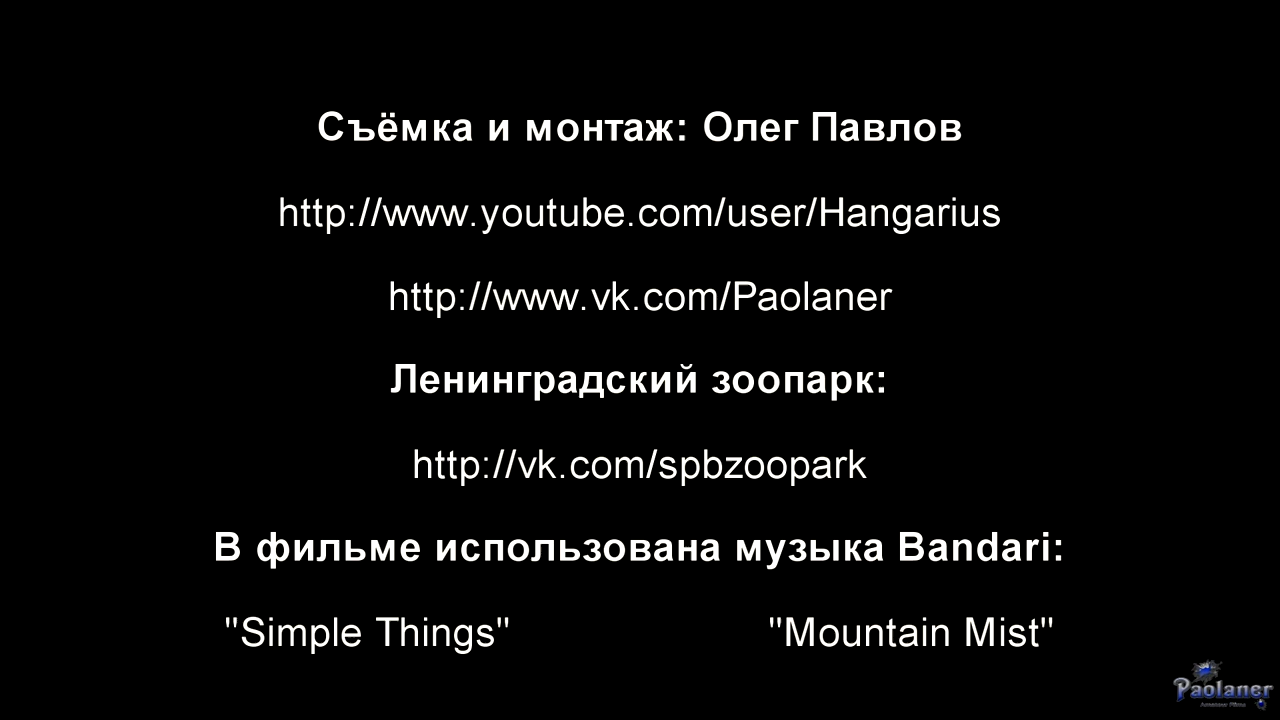 Съёмка и монтаж: Олег Павлов
http://www.youtube.com/user/Hangarius
http://www.vk.com/Paolaner
Ленинградский зоопарк:
http://vk.com/spbzoopark
В фильме использована музыка Bandari:
"Simple Things" "Mountain Mist"
Paolaner